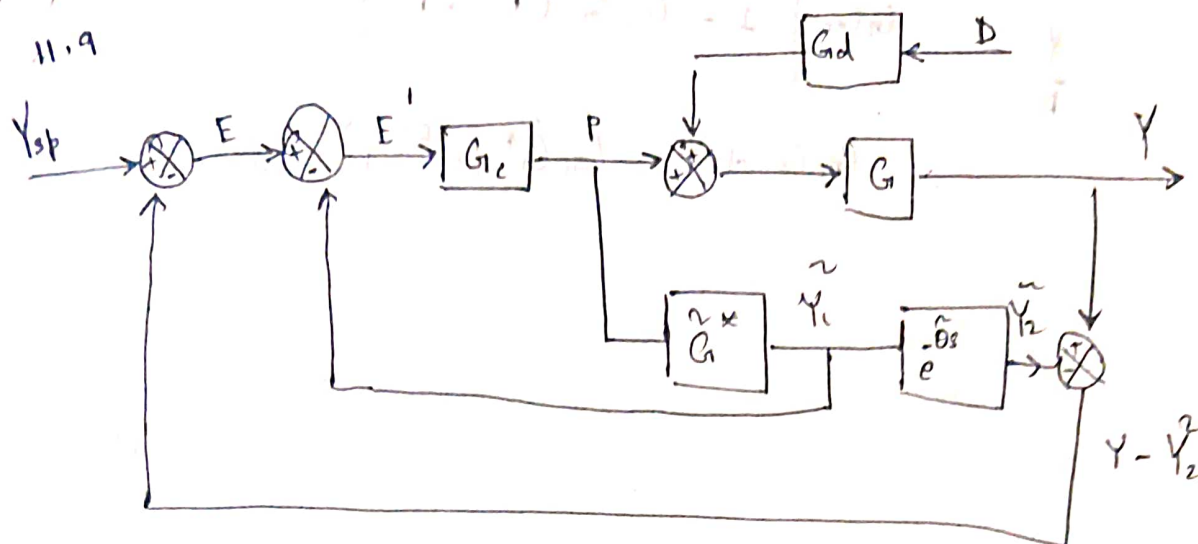 11.9
Gd
D
Ysp
E
E'
Gc
P
G
Y
+
-
+
-
+
+
G̃*
Ỹ1
e^-θ̃s
Ỹ2
+
-
Y - Ỹ2